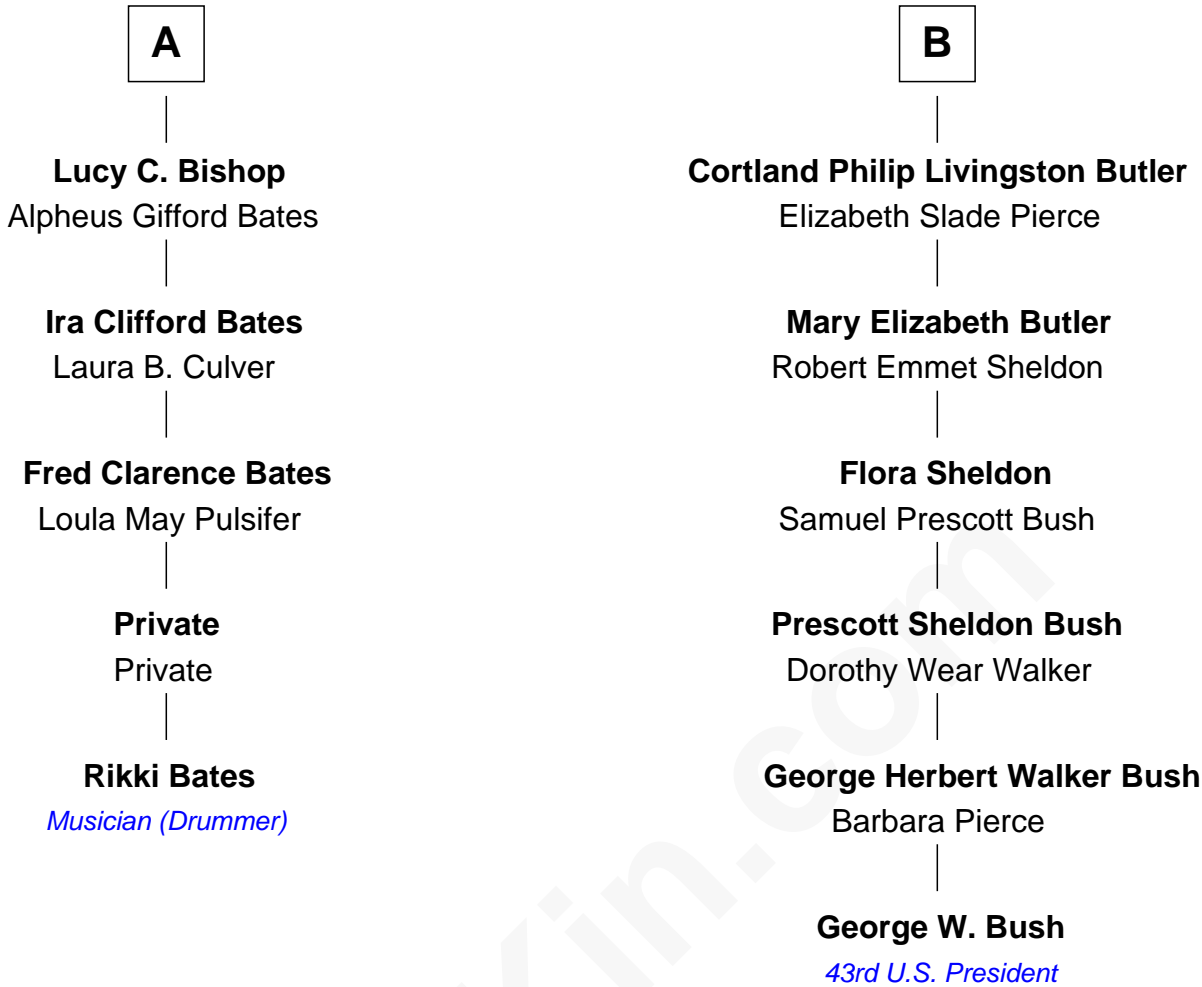 A
Lucy C. Bishop
Alpheus Gifford Bates
Ira Clifford Bates
Laura B. Culver
Fred Clarence Bates
Loula May Pulsifer
Private
Private
Rikki Bates
Musician (Drummer)
B
Cortland Philip Livingston Butler
Elizabeth Slade Pierce
Mary Elizabeth Butler
Robert Emmet Sheldon
Flora Sheldon
Samuel Prescott Bush
Prescott Sheldon Bush
Dorothy Wear Walker
George Herbert Walker Bush
Barbara Pierce
George W. Bush
43rd U.S. President